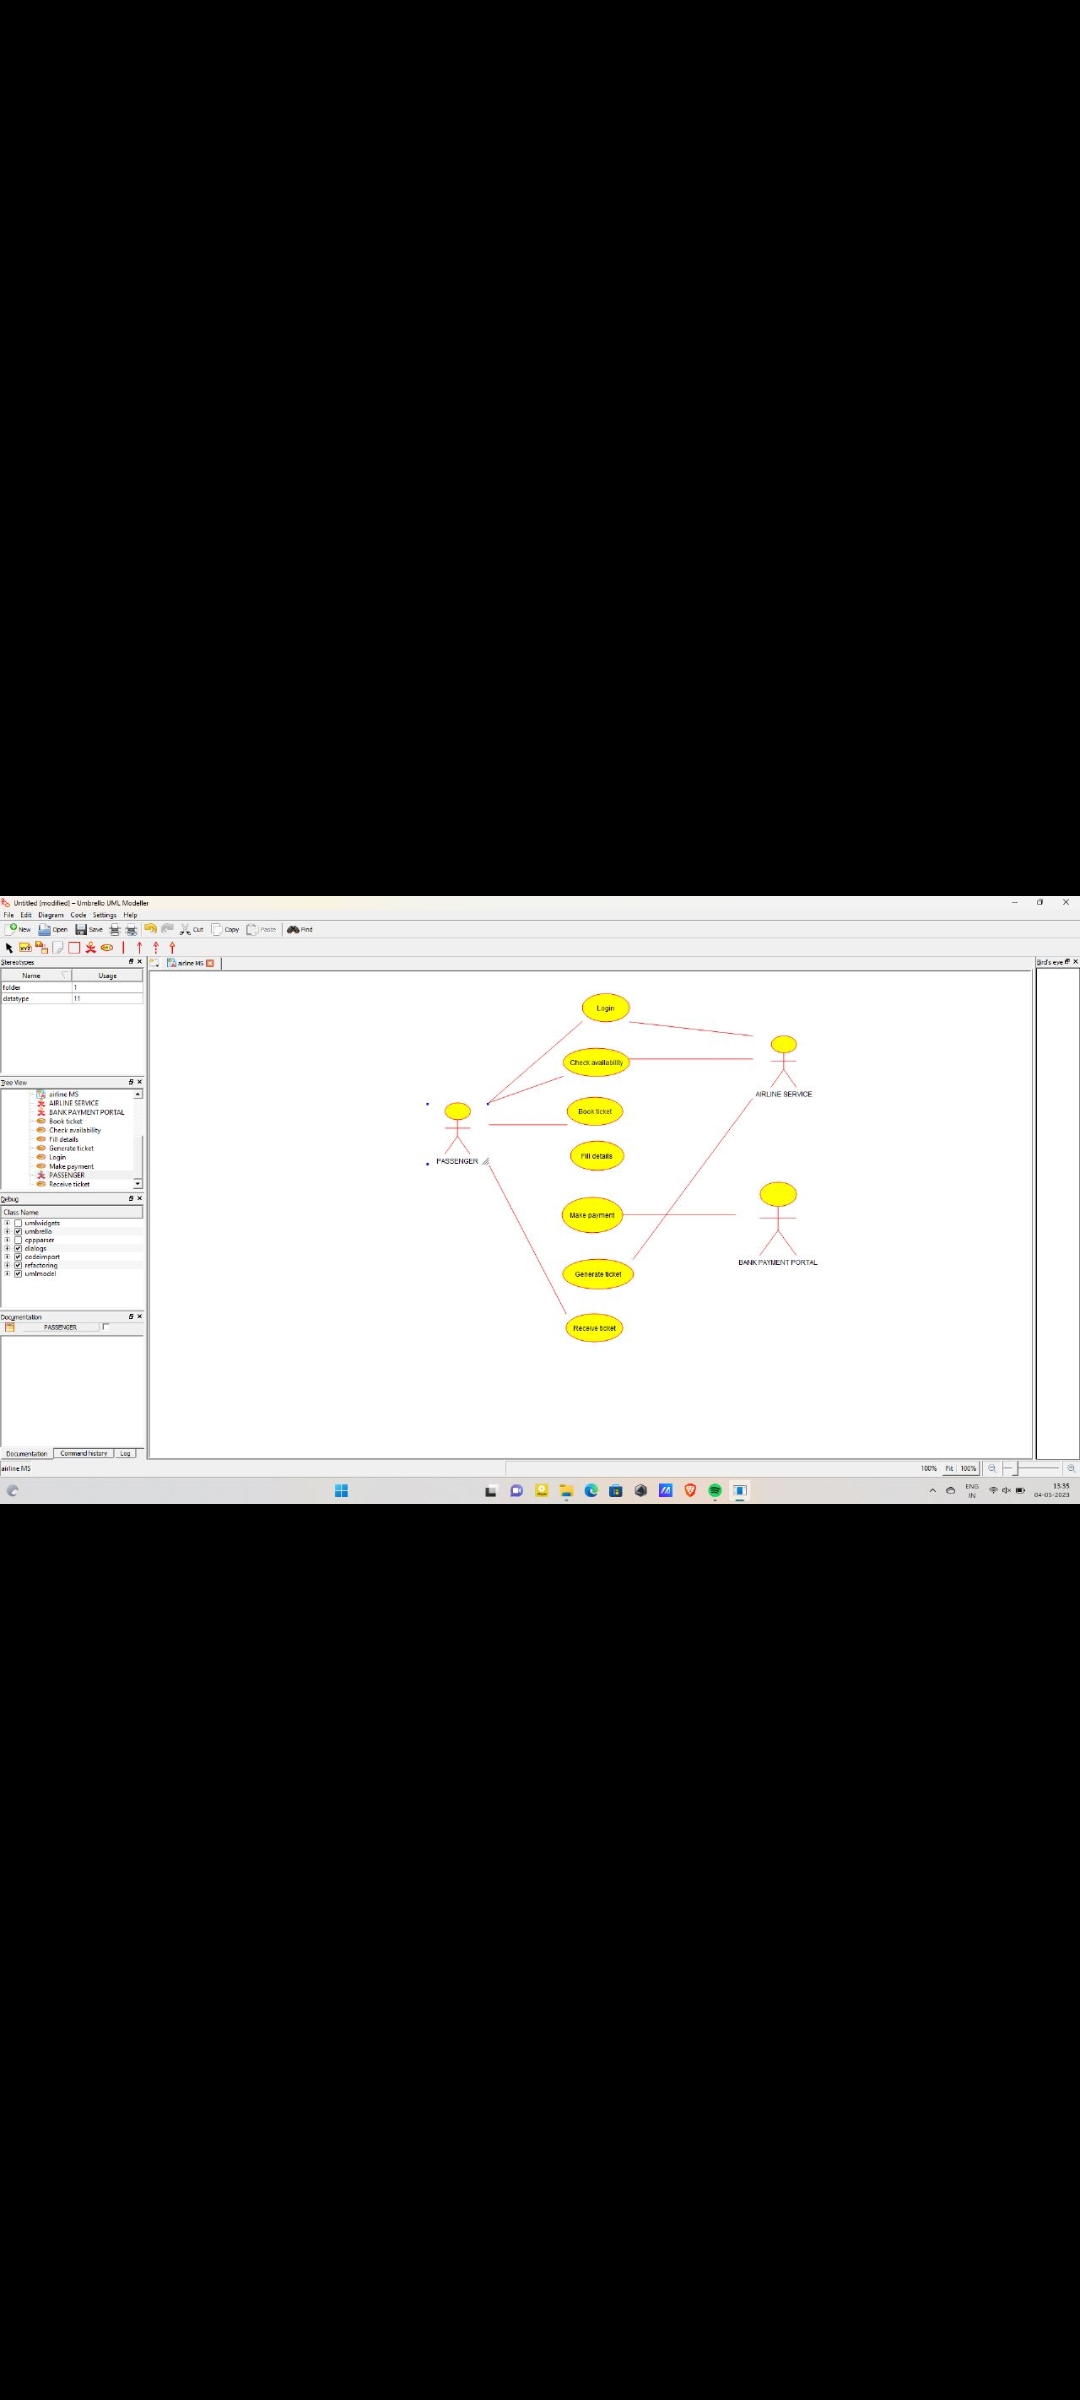 Untitled [modified] – Umbrello UML Modeller
File Edit Diagram Code Settings Help
New Open Save Cut Copy Paste Find
Stereotypes
airline MS
Bird's eye
Name Usage
folder 1
datatype 11
Tree View
airline MS
AIRLINE SERVICE
BANK PAYMENT PORTAL
Book ticket
Check availability
Fill details
Generate ticket
Login
Make payment
PASSENGER
Receive ticket
Debug
Class Name
umlwidgets
umbrello
cppparser
dialogs
codeimport
refactoring
umlmodel
Documentation
PASSENGER
Documentation Command history Log
Login
Check availability
AIRLINE SERVICE
Book ticket
PASSENGER
Fill details
Make payment
BANK PAYMENT PORTAL
Generate ticket
Receive ticket
airline MS
100% Fit 100%
ENG
IN
13:35
04-05-2023